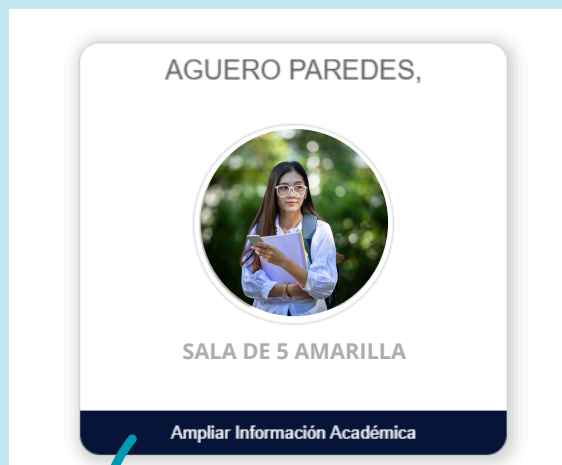 AGUERO PAREDES,
SALA DE 5 AMARILLA
Ampliar Información Académica